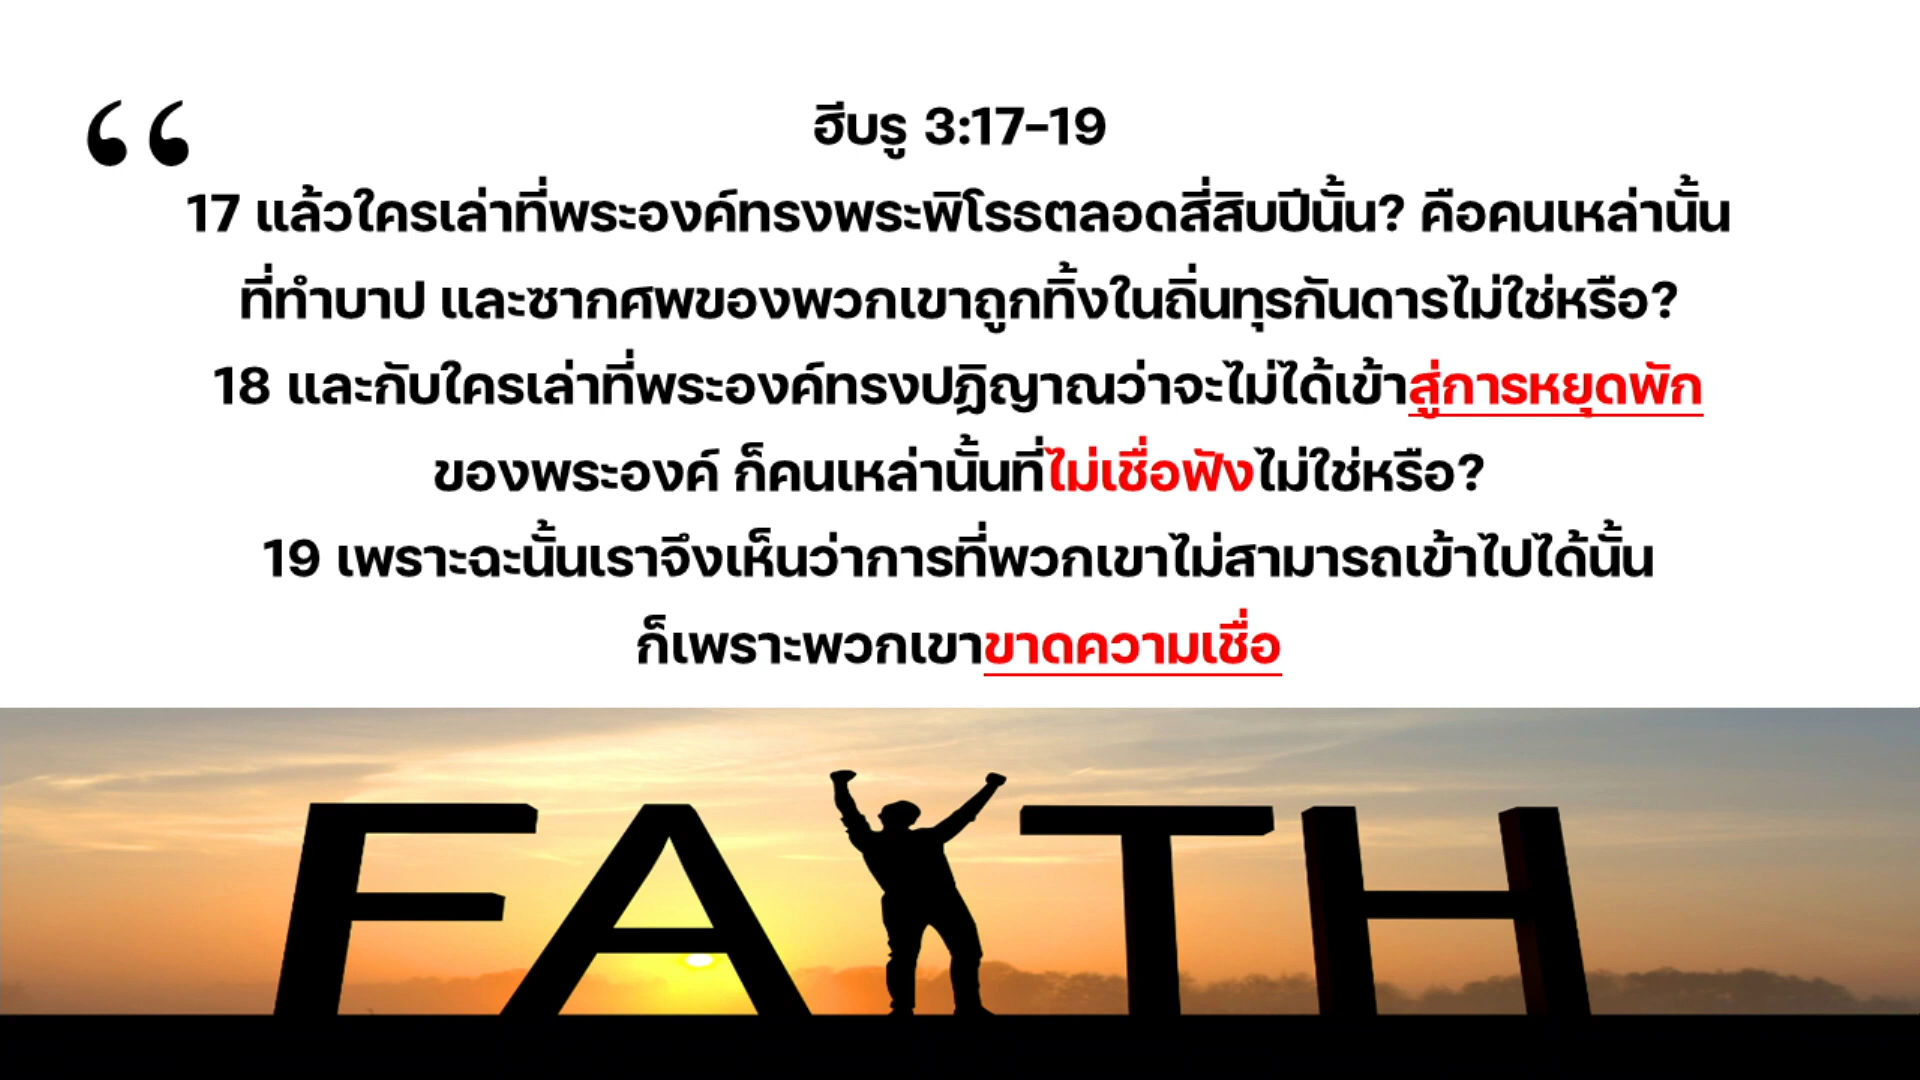 “
ฮีบรู 3:17-19
17 แล้วใครเล่าที่พระองค์ทรงพระพิโรธตลอดสี่สิบปีนั้น? คือคนเหล่านั้น
ที่ทำบาป และซากศพของพวกเขาถูกทิ้งในถิ่นทุรกันดารไม่ใช่หรือ?
18 และกับใครเล่าที่พระองค์ทรงปฏิญาณว่าจะไม่ได้เข้าสู่การหยุดพัก
ของพระองค์ ก็คนเหล่านั้นที่ไม่เชื่อฟังไม่ใช่หรือ?
19 เพราะฉะนั้นเราจึงเห็นว่าการที่พวกเขาไม่สามารถเข้าไปได้นั้น
ก็เพราะพวกเขาขาดความเชื่อ
FAITH